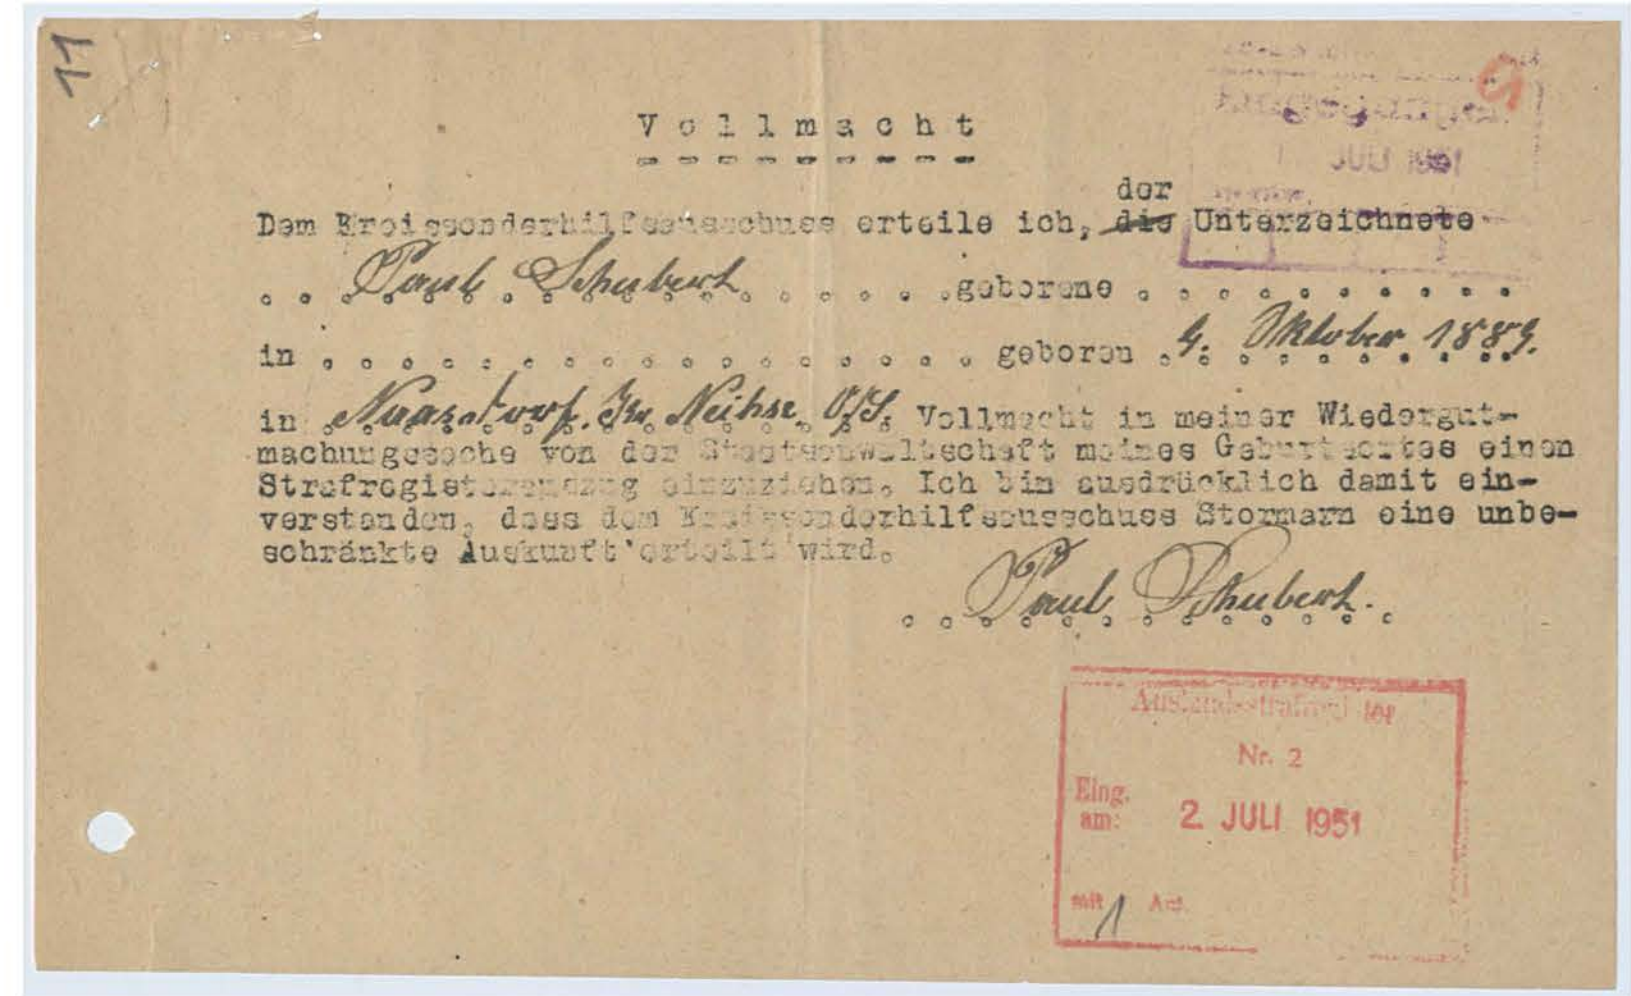 11
Vollmacht
der
Dem Kreissonderhilfsausschuss erteile ich, die Unterzeichnete
. . Paul Schubert . . . . . . geborene . . . . . . . . . .
in . . . . . . . . . . . . . . . . . geboren 4. Oktober 1889.
in Kr. Neihse O/S. Vollmacht in meiner Wiedergut-
machungssache von der Staatsanwaltschaft meines Geburtsortes einen
Strafregisterauszug einzuziehen. Ich bin ausdrücklich damit ein-
verstanden, dass dem Kreissonderhilfsausschuss Stormarn eine unbe-
schränkte Auskunft erteilt wird.
Paul Schubert.
Auslandsstrafregister
Nr. 2
Eing.
am: 2. JULI 1951
mit 1 Anl.
JULI 1951